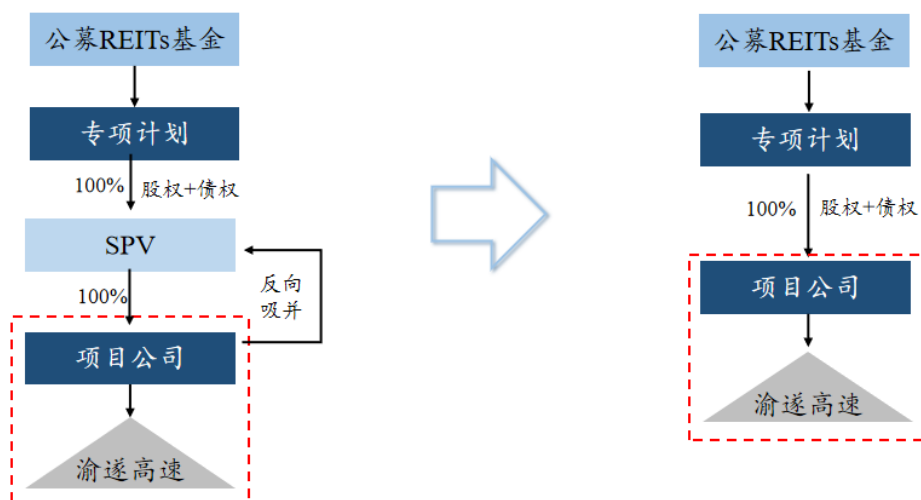 公募REITs基金
专项计划
100%
股权+债权
SPV
100%
反向
吸并
项目公司
渝遂高速
公募REITs基金
专项计划
100%
股权+债权
项目公司
渝遂高速